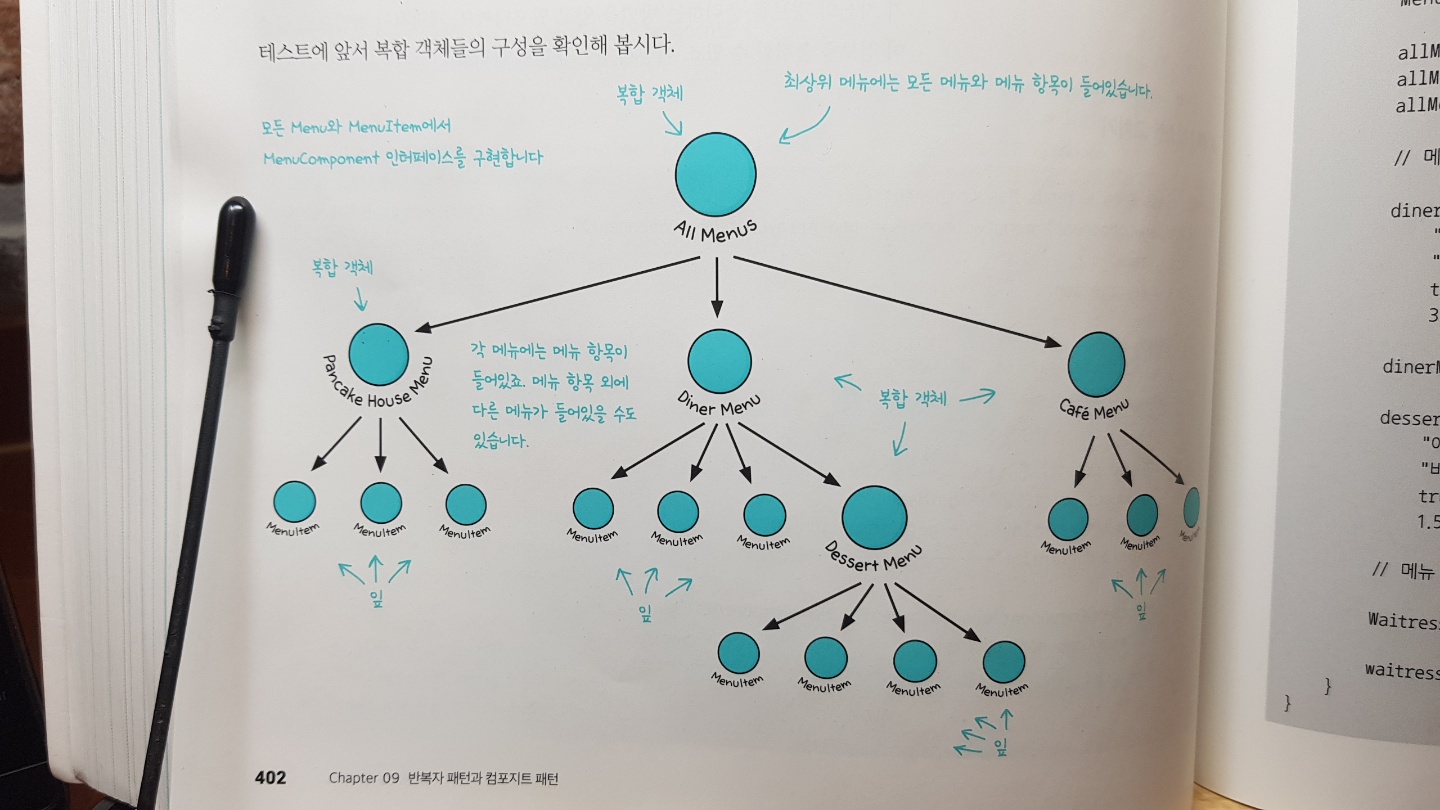 테스트에 앞서 복합 객체들의 구성을 확인해 봅시다.
복합 객체
최상위 메뉴에는 모든 메뉴와 메뉴 항목이 들어있습니다.
모든 Menu와 MenuItem에서
MenuComponent 인터페이스를 구현합니다
All Menus
복합 객체
Pancake House Menu
각 메뉴에는 메뉴 항목이
들어있죠. 메뉴 항목 외에
다른 메뉴가 들어있을 수도
있습니다.
Diner Menu
복합 객체
Café Menu
MenuItem
MenuItem
MenuItem
MenuItem
MenuItem
MenuItem
Dessert Menu
MenuItem
MenuItem
잎
잎
잎
MenuItem
MenuItem
MenuItem
MenuItem
잎
402
Chapter 09 반복자 패턴과 컴포지트 패턴
allM
allM
allMe
// 메
diner
"
"
t
3
dinerM
desser
"
"
tr
1.5
// 메뉴
Waitres
waitress
}
}